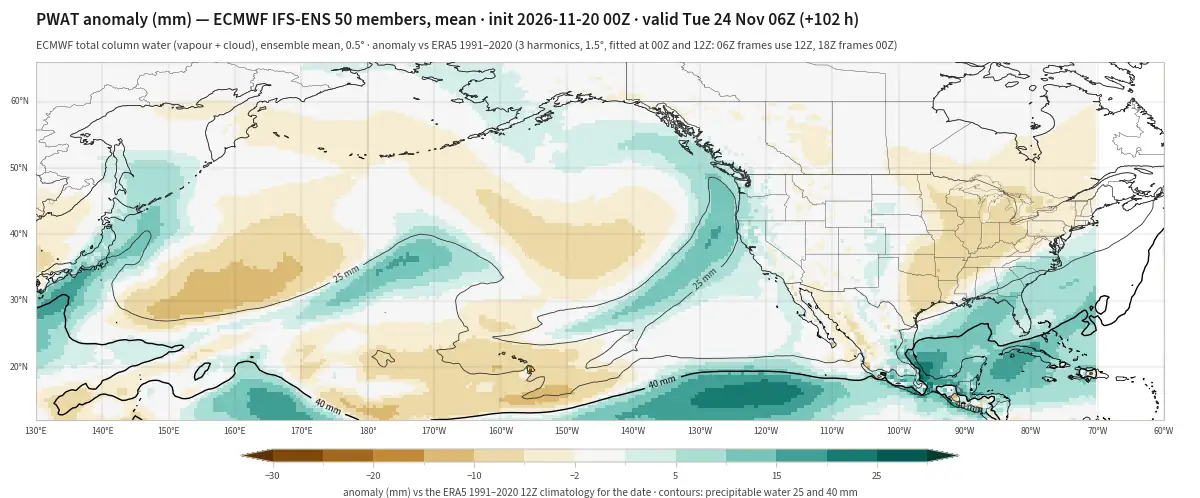 PWAT anomaly (mm) — ECMWF IFS-ENS 50 members, mean · init 2026-11-20 00Z · valid Tue 24 Nov 06Z (+102 h)
ECMWF total column water (vapour + cloud), ensemble mean, 0.5° · anomaly vs ERA5 1991–2020 (3 harmonics, 1.5°, fitted at 00Z and 12Z: 06Z frames use 12Z, 18Z frames 00Z)
60°N
50°N
40°N
30°N
20°N
25 mm
25 mm
40 mm
40 mm
130°E 140°E 150°E 160°E 170°E 180° 170°W 160°W 150°W 140°W 130°W 120°W 110°W 100°W 90°W 80°W 70°W 60°W
−30 −20 −10 −2 5 15 25
anomaly (mm) vs the ERA5 1991–2020 12Z climatology for the date · contours: precipitable water 25 and 40 mm